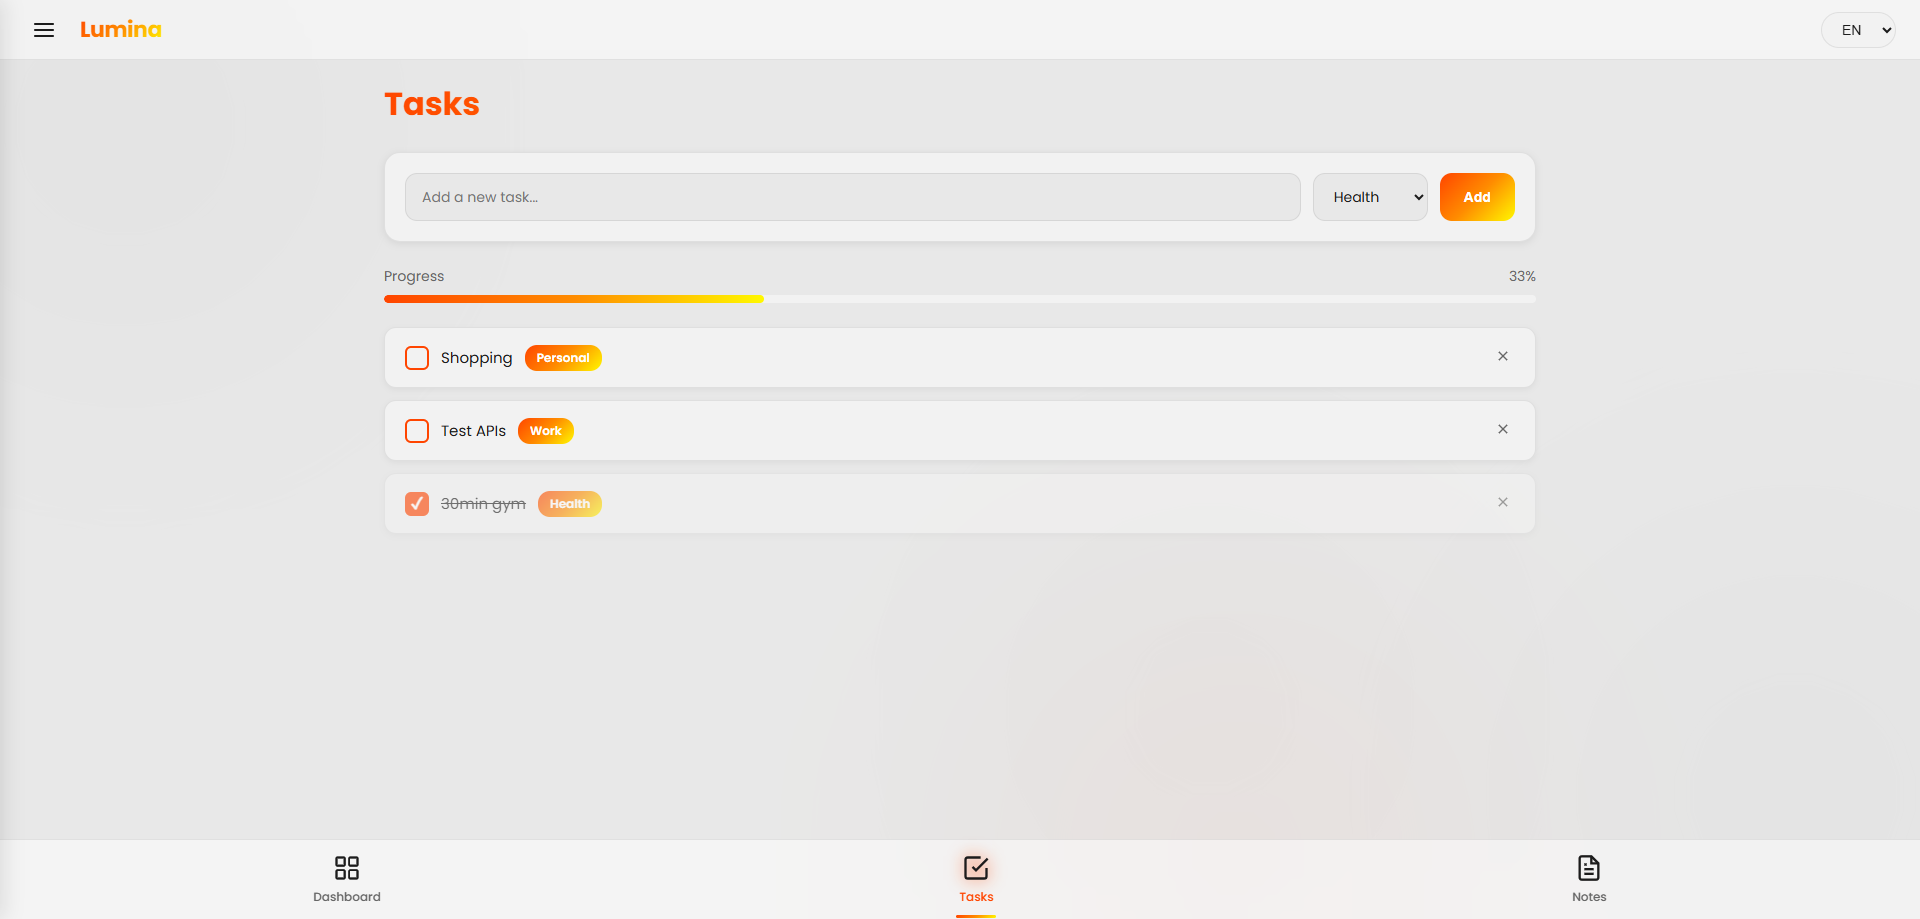 Lumina
EN
Tasks
Add a new task...
Health
Add
Progress
33%
Shopping
Personal
Test APIs
Work
30min gym
Health
Dashboard
Tasks
Notes